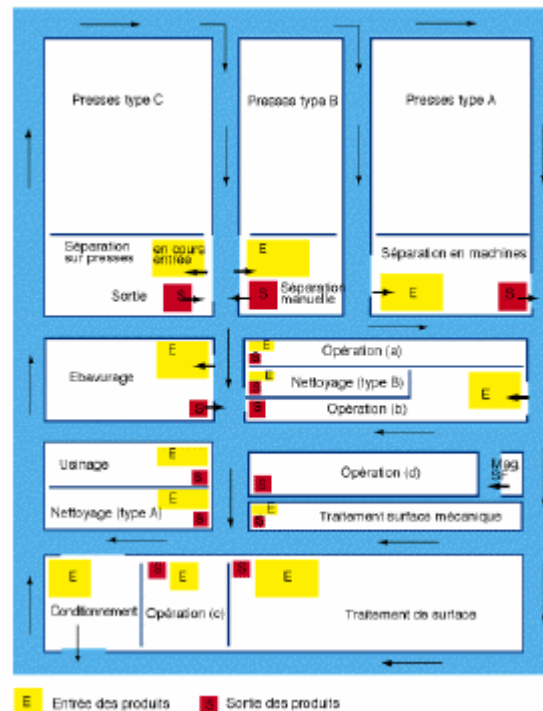 Presses type C
Presses type B
Presses type A
Séparation
sur presses
en cours
entrée
E
Séparation en machines
Sortie
S
S
Séparation
manuelle
E
S
E
E
S
Opération (a)
Ebavurage
E
S
Nettoyage (type B)
E
S
S
Opération (b)
Usinage
E
S
Opération (d)
S
Mag.
Nettoyage (type A)
E
S
E
S
Traitement surface mécanique
E
S
E
S
E
Conditionnement
Opération (c)
Traitement de surface
E
Entrée des produits
S
Sortie des produits